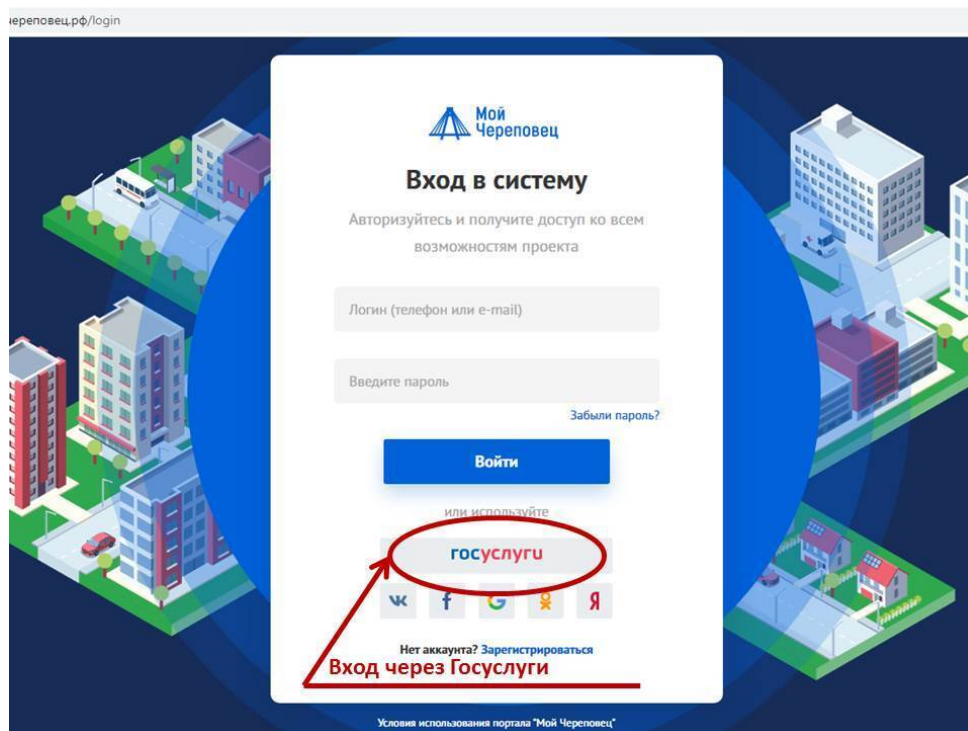 череповец.рф/login
Мой
Череповец
Вход в систему
Авторизуйтесь и получите доступ ко всем
возможностям проекта
Логин (телефон или e-mail)
Введите пароль
Забыли пароль?
Войти
или используйте
госуслуги
Нет аккаунта? Зарегистрироваться
Вход через Госуслуги
Условия использования портала "Мой Череповец"